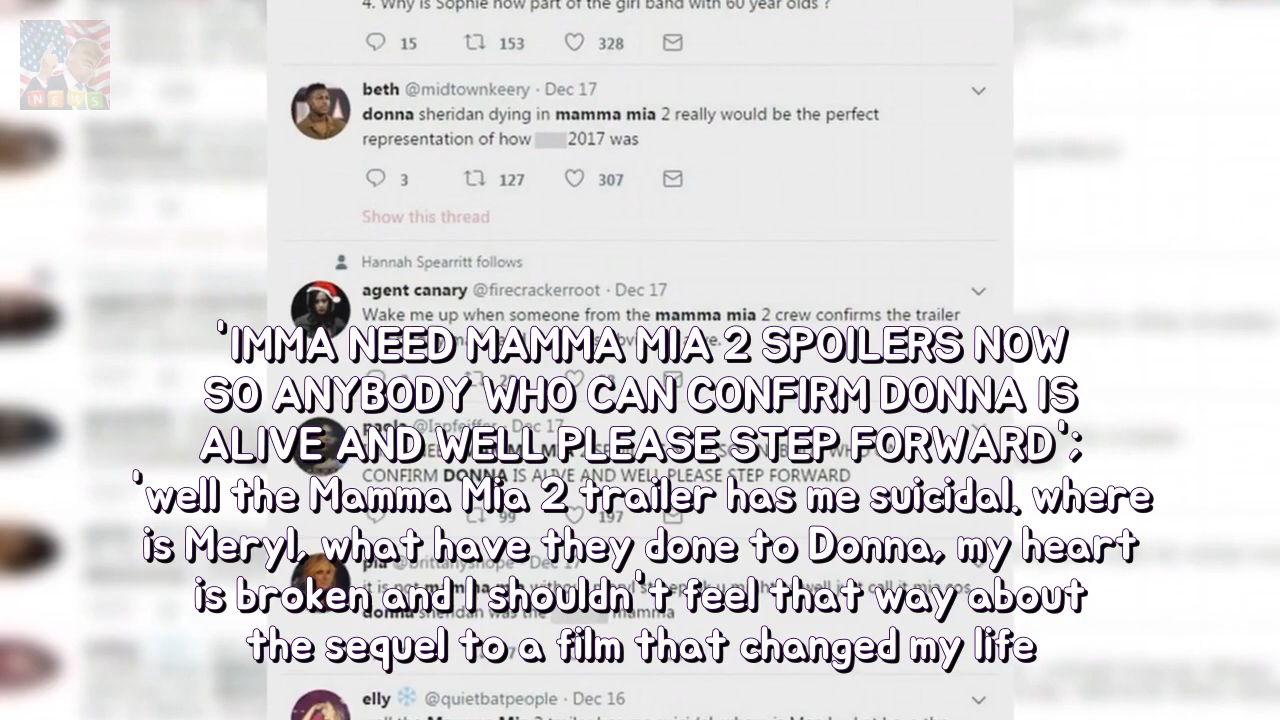 4. Why is Sophie now part of the girl band with 60 year olds ?
15 153 328
beth @midtownkeery · Dec 17
donna sheridan dying in mamma mia 2 really would be the perfect
representation of how 2017 was
3 127 307
Show this thread
Hannah Spearritt follows
agent canary @firecrackerroot · Dec 17
Wake me up when someone from the mamma mia 2 crew confirms the trailer
'IMMA NEED MAMMA MIA 2 SPOILERS NOW
SO ANYBODY WHO CAN CONFIRM DONNA IS
ALIVE AND WELL PLEASE STEP FORWARD';
CONFIRM DONNA IS ALIVE AND WELL PLEASE STEP FORWARD
'well the Mamma Mia 2 trailer has me suicidal. where
99 197
is Meryl, what have they done to Donna, my heart
is broken and I shouldn't feel that way about
donna sheridan was the mamma
the sequel to a film that changed my life
elly @quietbatpeople · Dec 16
NEWS